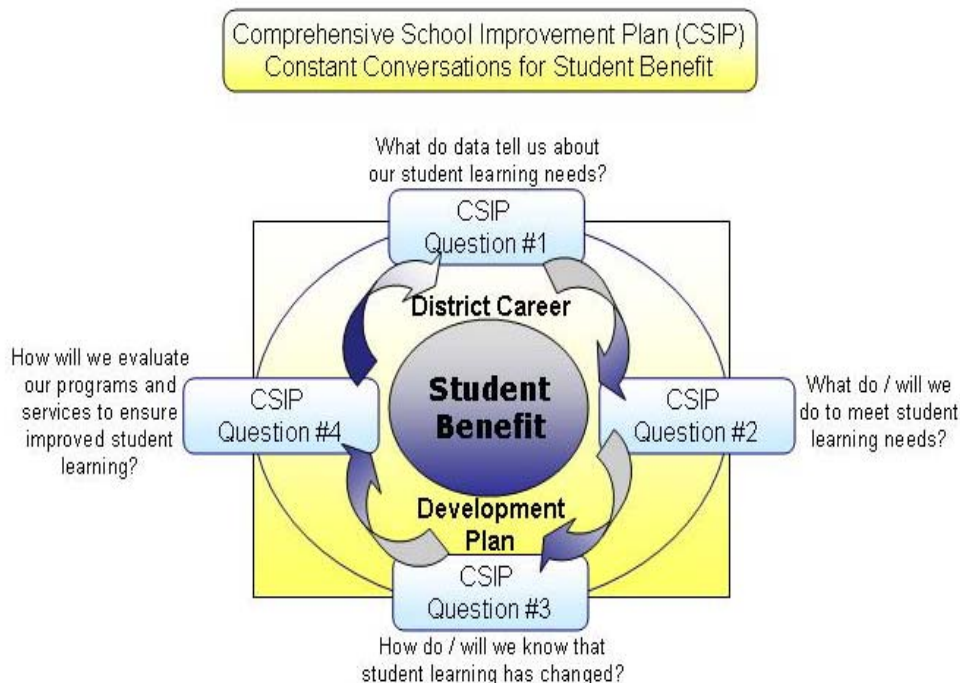 Comprehensive School Improvement Plan (CSIP)
Constant Conversations for Student Benefit
What do data tell us about
our student learning needs?
CSIP
Question #1
District Career
How will we evaluate
our programs and
services to ensure
improved student
learning?
CSIP
Question #4
Student
Benefit
CSIP
Question #2
What do / will we
do to meet student
learning needs?
Development
Plan
CSIP
Question #3
How do / will we know that
student learning has changed?